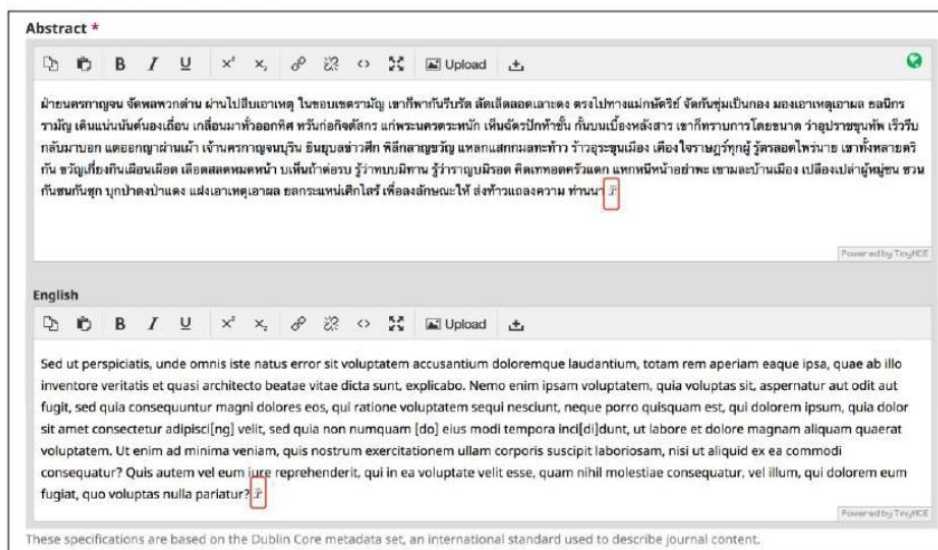 Abstract *
B I U x² x₂ <> Upload
ฝ่ายนครกาญจน จัดพลพวกด่าน ผ่านไปสืบเอาเหตุ ในขอบเขตรามัญ เขาก็พากันรีบรัด ลัดเล็ดลอดเลาะดง ตรงไปทางแม่กษัตริย์ จัดกันซุ่มเป็นกอง มองเอาเหตุเอาผล ยลนิกร
รามัญ เดินแน่นนันต์นองเถื่อน เกลื่อนมาทั่วออกทิศ หวันก่อกิจดัสกร แก่พระนครตระหนัก เห็นฉัตรปักห้าชั้น กั้นบนเบื้องหลังสาร เขาก็ทราบการโดยขนาด ว่าอุปราชขุนทัพ เร็วรีบ
กลับมาบอก แดออกญาผ่านเผ้า เจ้านครกาญจนบุริน ยินยุบลข่าวศึก พิลึกลาญขวัญ แหลกแสกกมลทะท้าว ร้าวอุระขุนเมือง เคืองใจราษฎร์ทุกผู้ รู้ตรลอดไพร่นาย เขาทั้งหลายตรี
กัน ขวัญเกี่ยงกินเผือนเผือด เลือดสลดหมดหน้า บเห็นถ้าต่อรบ รู้ว่าทบบมิทาน รู้ว่าราญบมิรอด คิดเททอดครัวแตก แหกหนีหน้าอย่าพะ เขามละบ้านเมือง เปลืองเปล่าผู้หมู่ชน ชวน
กันซนกันซุก บุกป่าดงป่าแดง แฝงเอาเหตุเอาผล ยลกระแหน่เศิกไสร้ เพื่อลงลักษณะให้ ส่งท้าวแถลงความ ท่านนา x̄
Powered by TinyMCE
English
B I U x² x₂ <> Upload
Sed ut perspiciatis, unde omnis iste natus error sit voluptatem accusantium doloremque laudantium, totam rem aperiam eaque ipsa, quae ab illo
inventore veritatis et quasi architecto beatae vitae dicta sunt, explicabo. Nemo enim ipsam voluptatem, quia voluptas sit, aspernatur aut odit aut
fugit, sed quia consequuntur magni dolores eos, qui ratione voluptatem sequi nesciunt, neque porro quisquam est, qui dolorem ipsum, quia dolor
sit amet consectetur adipisci[ng] velit, sed quia non numquam [do] eius modi tempora inci[di]dunt, ut labore et dolore magnam aliquam quaerat
voluptatem. Ut enim ad minima veniam, quis nostrum exercitationem ullam corporis suscipit laboriosam, nisi ut aliquid ex ea commodi
consequatur? Quis autem vel eum iure reprehenderit, qui in ea voluptate velit esse, quam nihil molestiae consequatur, vel illum, qui dolorem eum
fugiat, quo voluptas nulla pariatur? x̄
Powered by TinyMCE
These specifications are based on the Dublin Core metadata set, an international standard used to describe journal content.